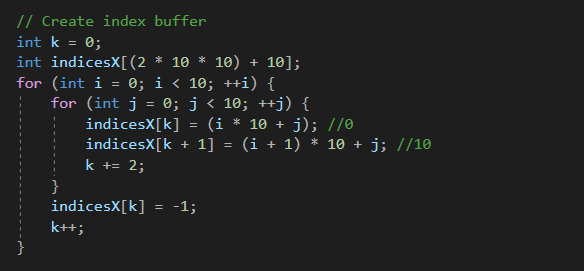 // Create index buffer
int k = 0;
int indicesX[(2 * 10 * 10) + 10];
for (int i = 0; i < 10; ++i) {
    for (int j = 0; j < 10; ++j) {
        indicesX[k] = (i * 10 + j); //0
        indicesX[k + 1] = (i + 1) * 10 + j; //10
        k += 2;
    }
    indicesX[k] = -1;
    k++;
}